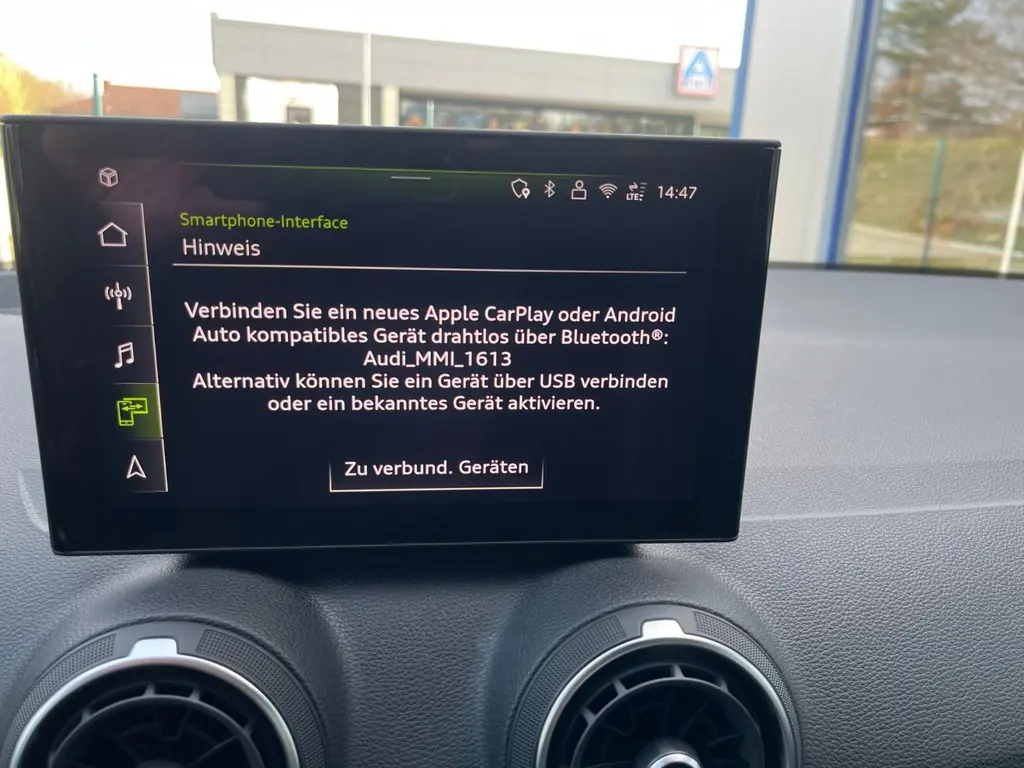 LTE
14:47
Smartphone-Interface
Hinweis
Verbinden Sie ein neues Apple CarPlay oder Android
Auto kompatibles Gerät drahtlos über Bluetooth®:
Audi_MMI_1613
Alternativ können Sie ein Gerät über USB verbinden
oder ein bekanntes Gerät aktivieren.
Zu verbund. Geräten